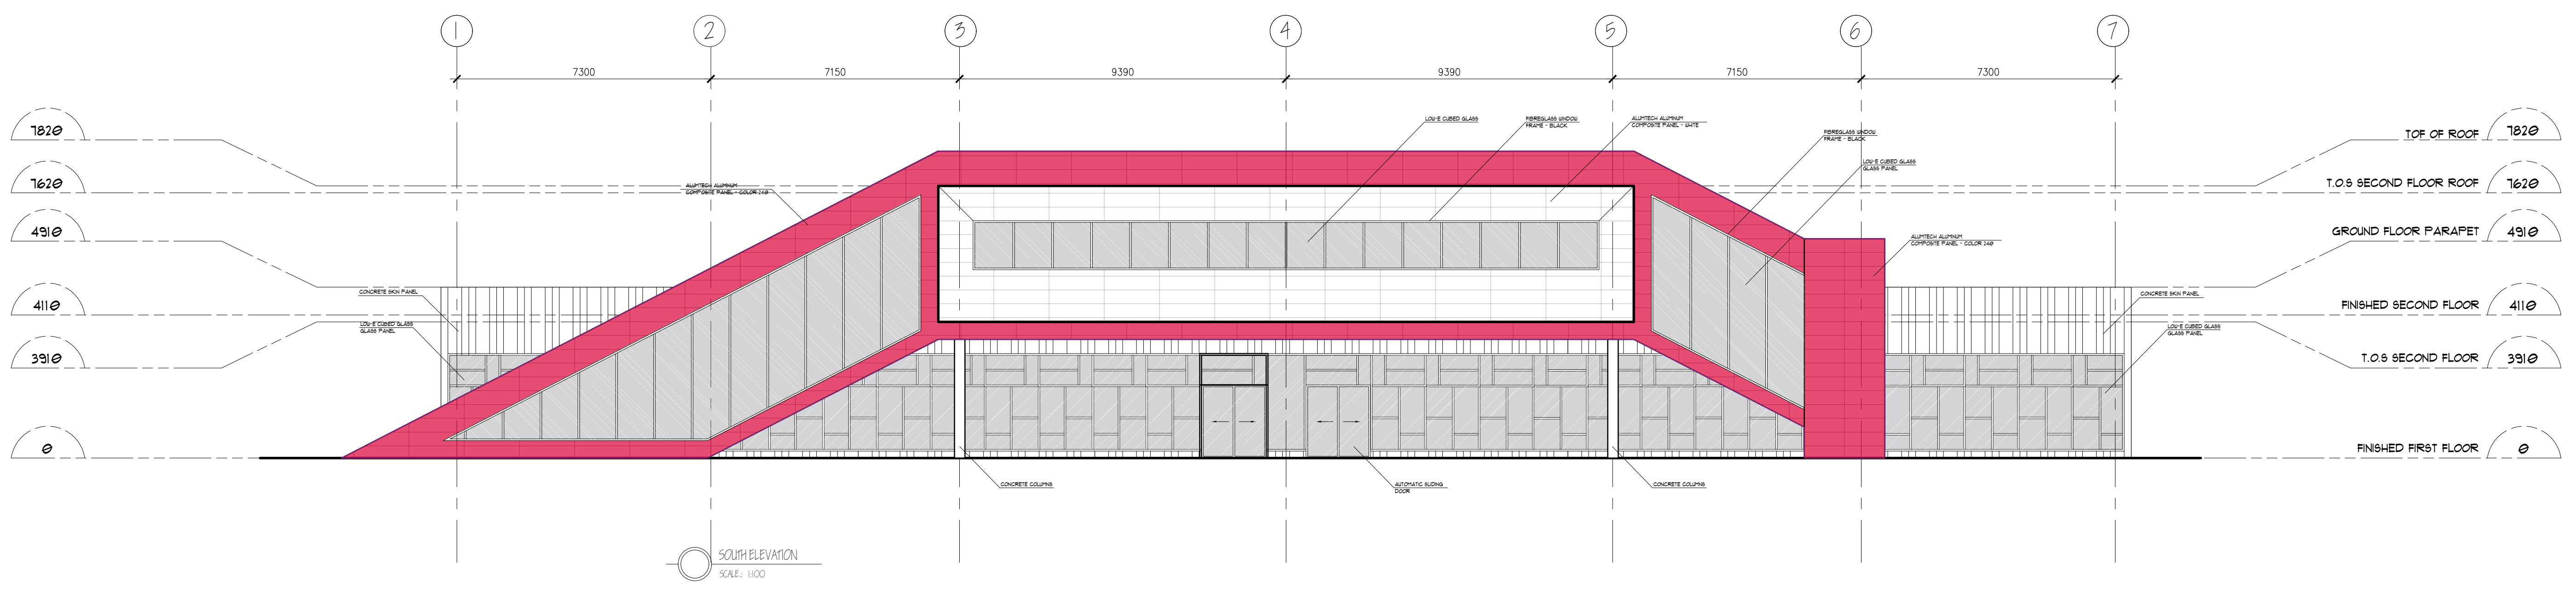 1 2 3 4 5 6 7
7300 7150 9390 9390 7150 7300
LOW-E CUBED GLASS
FIBREGLASS WINDOW
FRAME - BLACK
ALUMTECH ALUMINUM
COMPOSITE PANEL - WHITE
FIBREGLASS WINDOW
FRAME - BLACK
LOW-E CUBED GLASS
GLASS PANEL
7820
TOF OF ROOF 7820
7620
ALUMTECH ALUMINUM
COMPOSITE PANEL - COLOR 249
T.O.S SECOND FLOOR ROOF 7620
4910
ALUMTECH ALUMINUM
COMPOSITE PANEL - COLOR 249
GROUND FLOOR PARAPET 4910
CONCRETE SKIN PANEL
CONCRETE SKIN PANEL
4110
FINISHED SECOND FLOOR 4110
LOW-E CUBED GLASS
GLASS PANEL
LOW-E CUBED GLASS
GLASS PANEL
3910
T.O.S SECOND FLOOR 3910
0
FINISHED FIRST FLOOR 0
CONCRETE COLUMNS
AUTOMATIC SLIDING
DOOR
CONCRETE COLUMNS
SOUTH ELEVATION
SCALE: 1:100